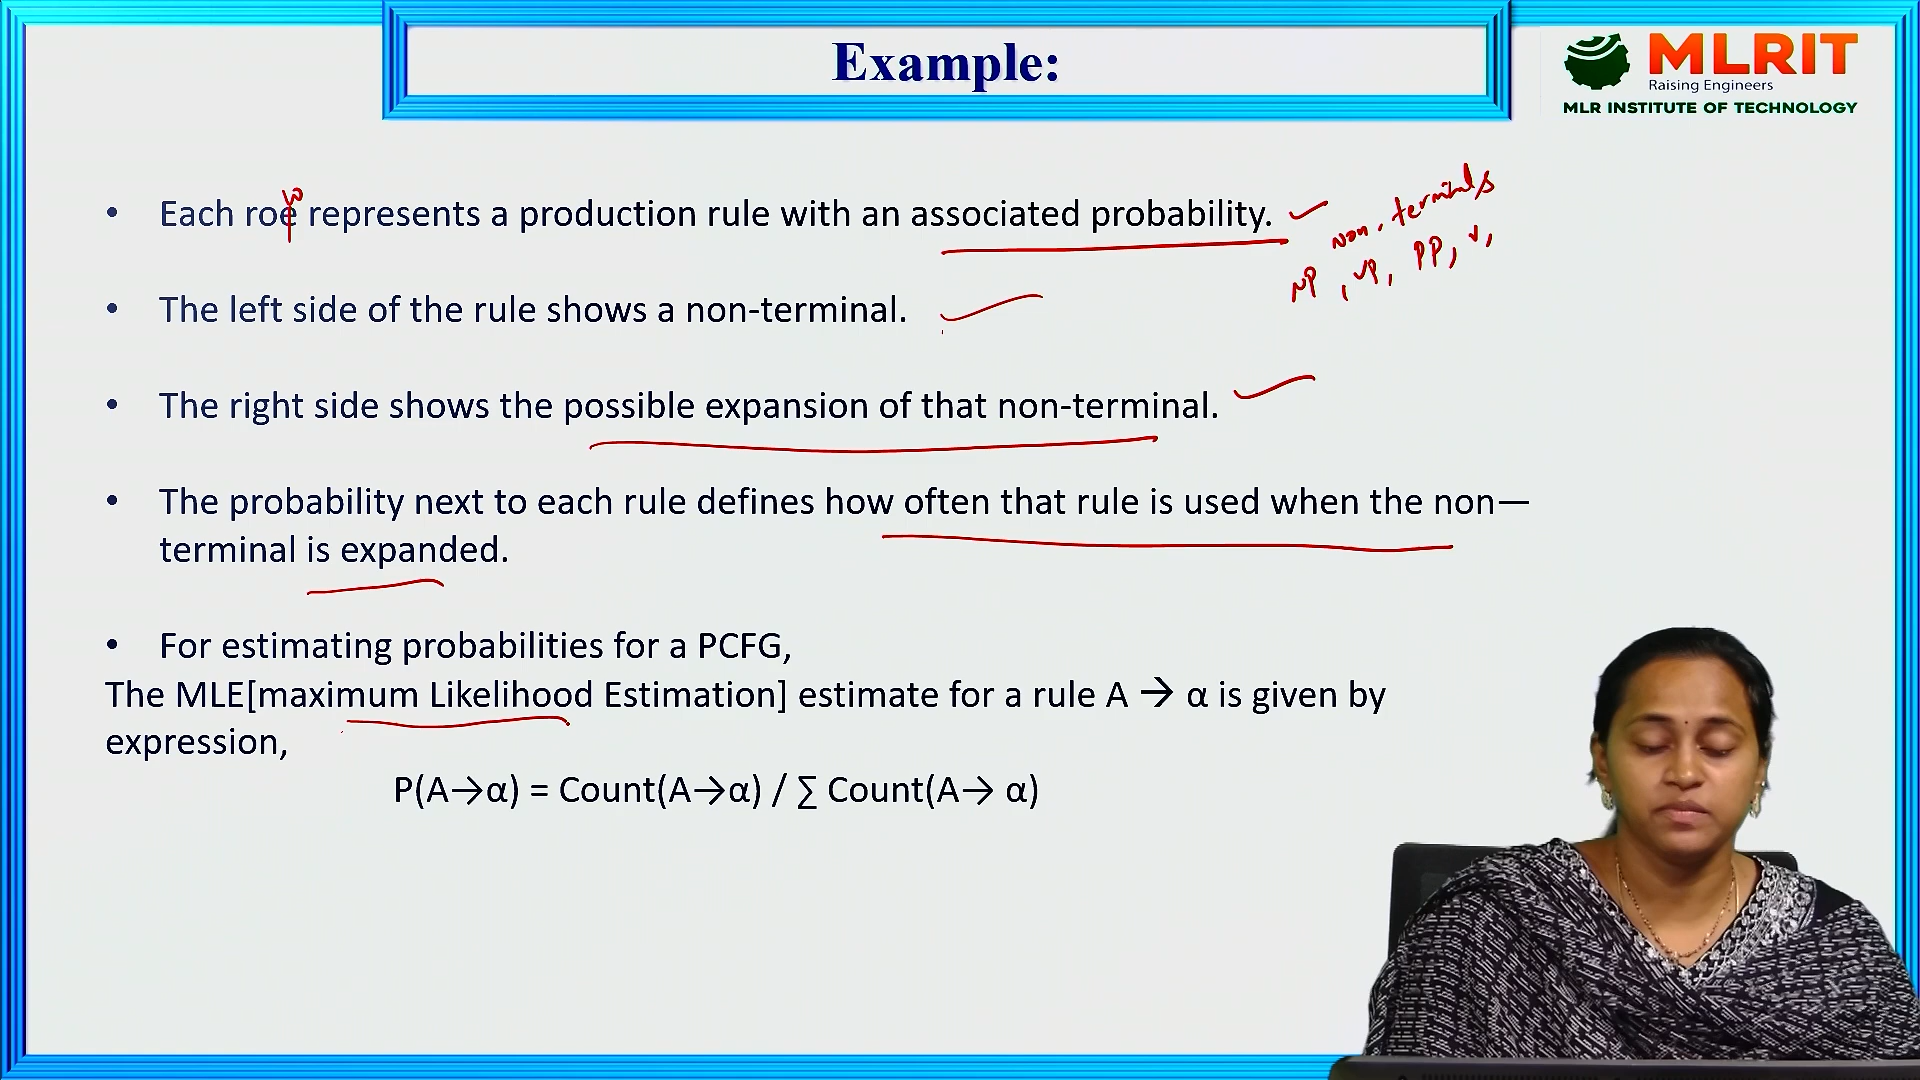 Example:
MLRIT
Raising Engineers
MLR INSTITUTE OF TECHNOLOGY
• Each roe represents a production rule with an associated probability.
w
Non-terminals
NP, VP, PP, V,
• The left side of the rule shows a non-terminal.
• The right side shows the possible expansion of that non-terminal.
• The probability next to each rule defines how often that rule is used when the non—
terminal is expanded.
• For estimating probabilities for a PCFG,
The MLE[maximum Likelihood Estimation] estimate for a rule A → α is given by
expression,
P(A→α) = Count(A→α) / ∑ Count(A→ α)